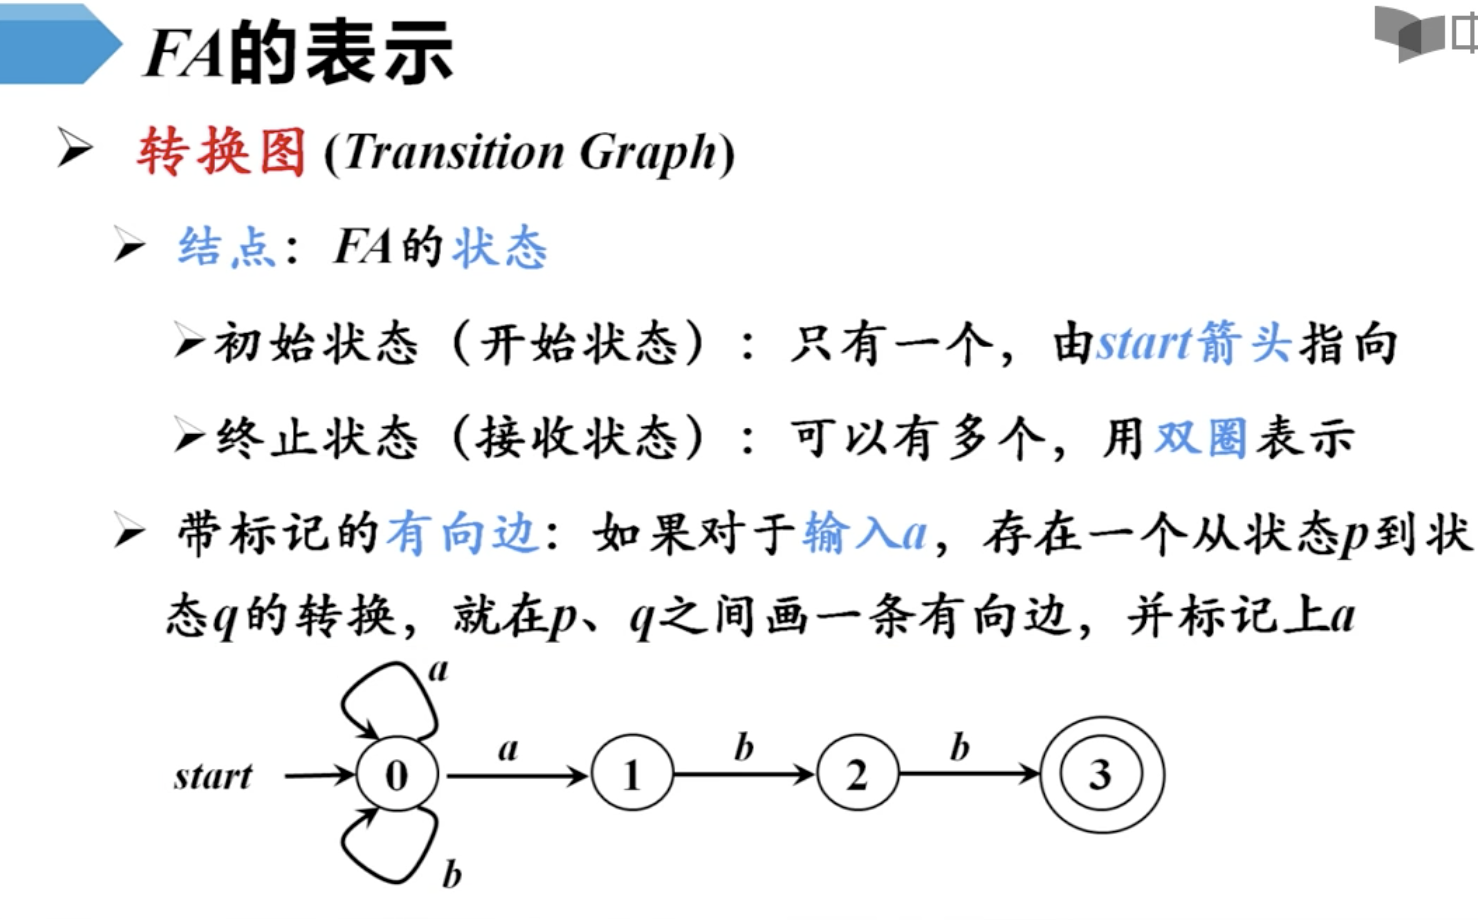 FA的表示
转换图 (Transition Graph)
结点：FA的状态
初始状态（开始状态）：只有一个，由start箭头指向
终止状态（接收状态）：可以有多个，用双圈表示
带标记的有向边：如果对于输入a，存在一个从状态p到状
态q的转换，就在p、q之间画一条有向边，并标记上a
a
a b b
start 0 1 2 3
b